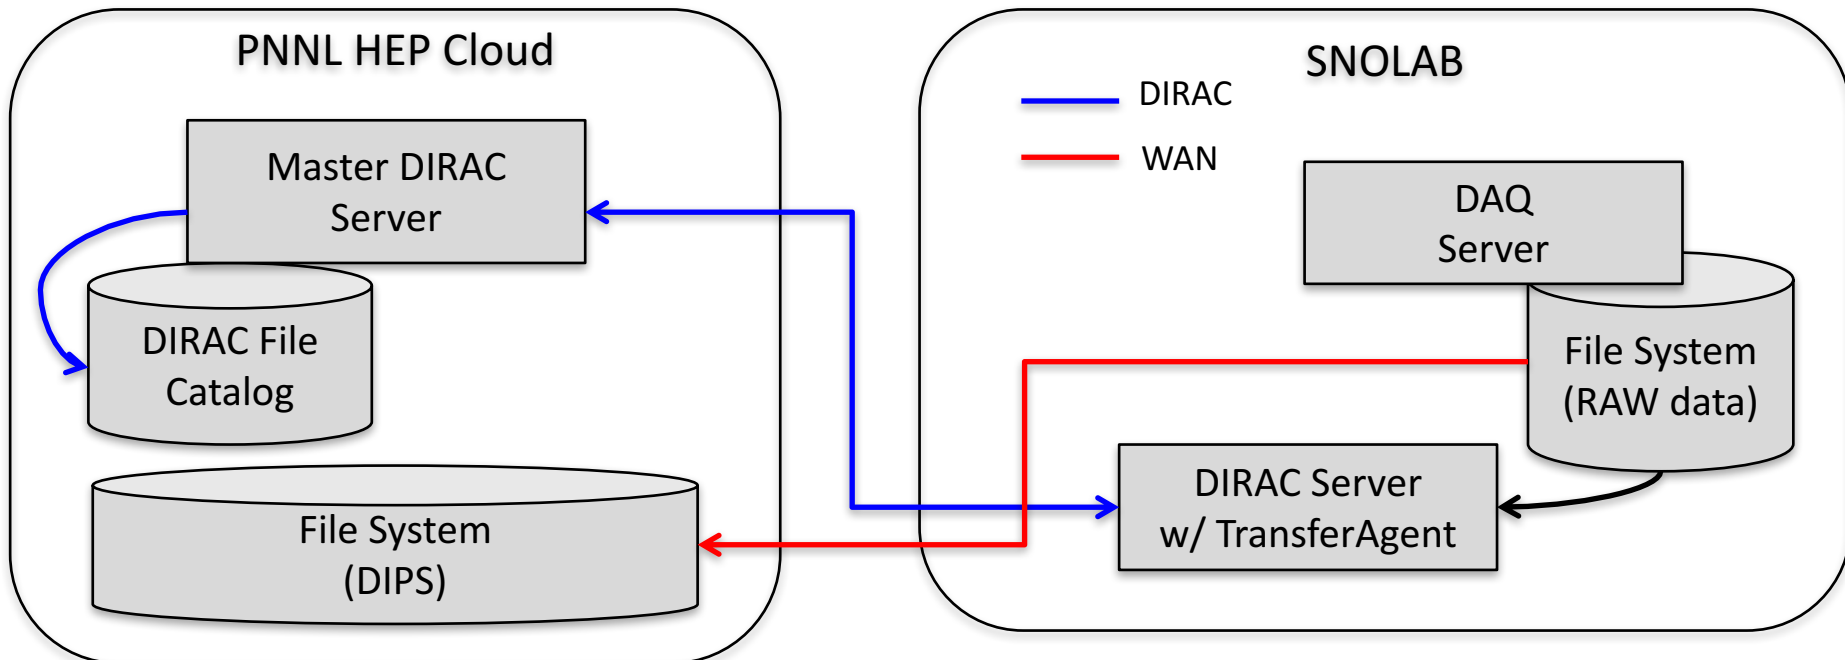 PNNL HEP Cloud
Master DIRAC
Server
DIRAC File
Catalog
File System
(DIPS)
SNOLAB
DIRAC
WAN
DAQ
Server
File System
(RAW data)
DIRAC Server
w/ TransferAgent